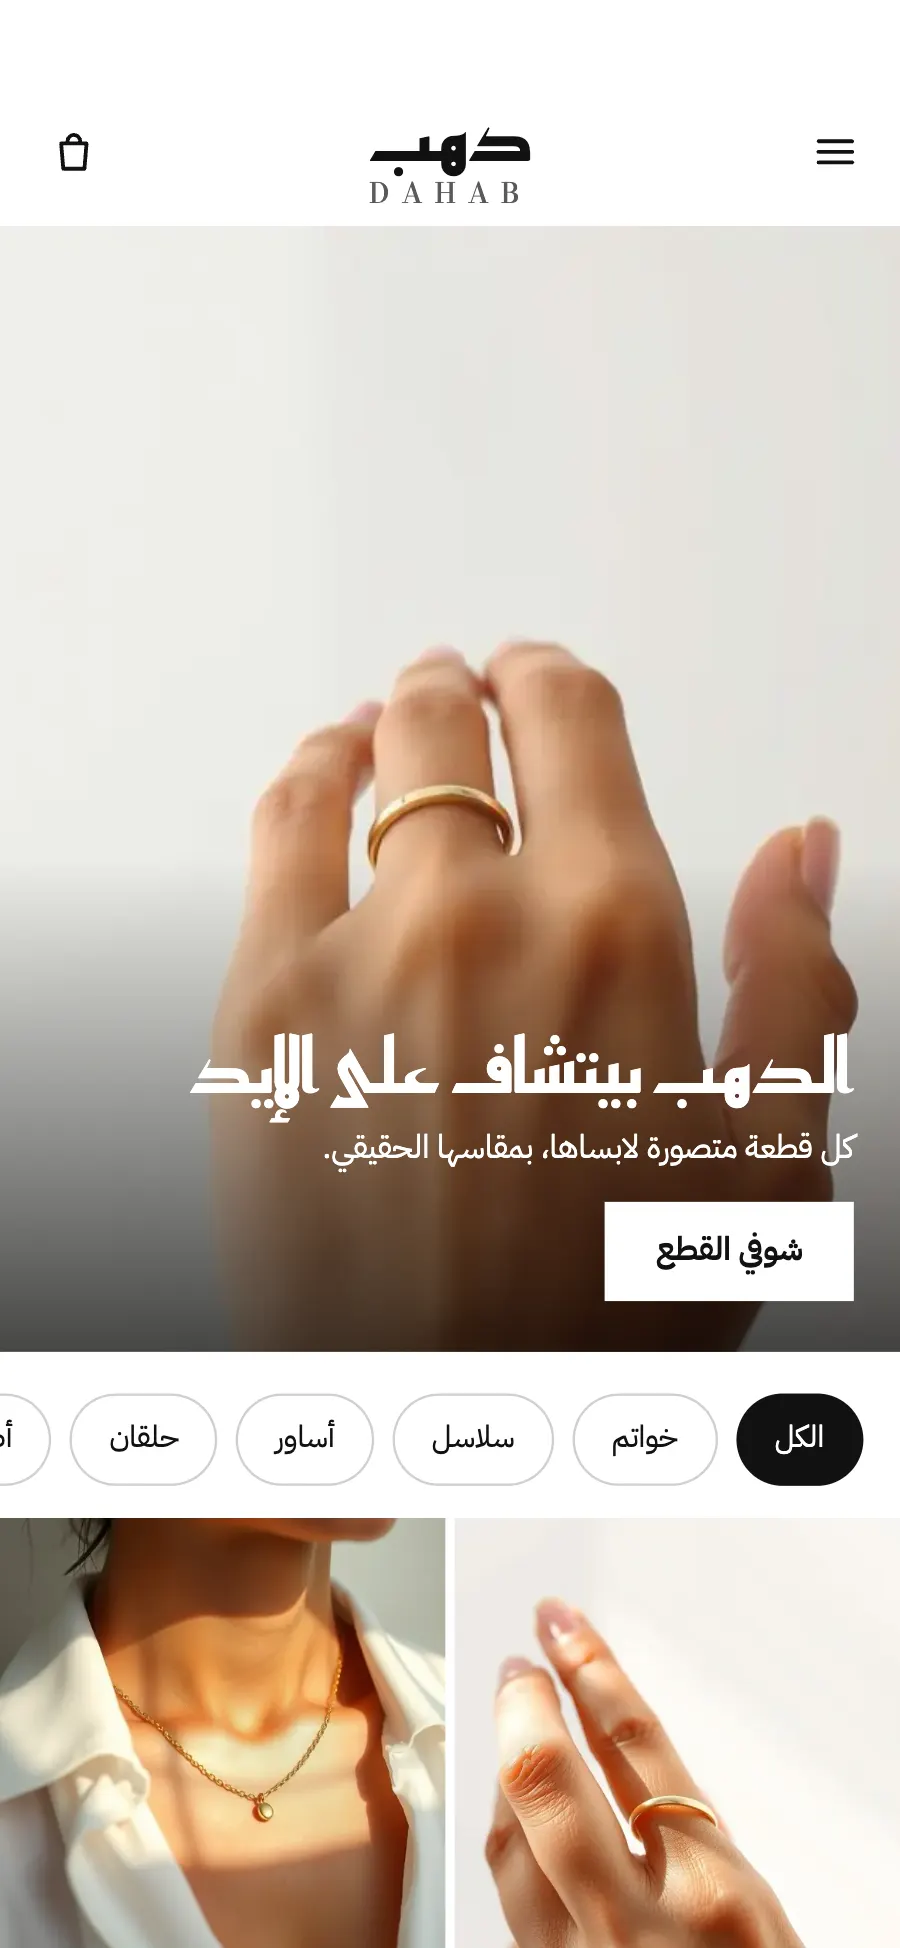 دهب
DAHAB
الدهب بيتشاف على الإيد
كل قطعة متصورة لابساها، بمقاسها الحقيقي.
شوفي القطع
الكل
خواتم
سلاسل
أساور
حلقان